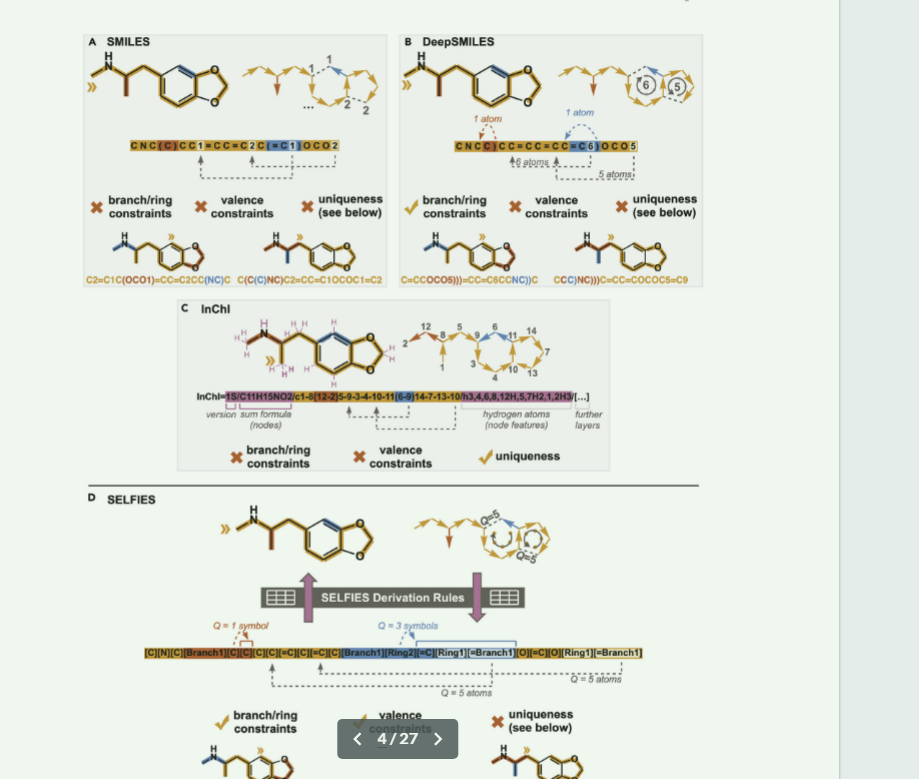 A SMILES
H
N
O
O
1
1
2
2
...
CNC(C)CC1=CC=C2C(=C1)OCO2
branch/ring
constraints
valence
constraints
uniqueness
(see below)
H
N
O
O
H
N
O
O
C2=C1C(OCO1)=CC=C2CC(NC)C
C(C(C)NC)C2=CC=C1OCOC1=C2
B DeepSMILES
H
N
O
O
6
5
1 atom
1 atom
CNCC)CC=CC=CC=C6)OCO5
6 atoms
5 atoms
branch/ring
constraints
valence
constraints
uniqueness
(see below)
H
N
O
O
H
N
O
O
C=CCOCO5)))=CC=C6CCNC))C
CCC)NC)))C=CC=COCOC5=C9
C InChI
H
N
O
O
H
H
H
H
H
H
H
H
H
H
H
2
12
8
5
9
6
11
14
7
13
10
4
3
1
InChI=1S/C11H15NO2/c1-8(12-2)5-9-3-4-10-11(6-9)14-7-13-10/h3,4,6,8,12H,5,7H2,1,2H3/[...]
version
sum formula
(nodes)
hydrogen atoms
(node features)
further
layers
branch/ring
constraints
valence
constraints
uniqueness
D SELFIES
H
N
O
O
Q=5
Q=5
SELFIES Derivation Rules
Q = 1 symbol
Q = 3 symbols
[C][N][C][Branch1][C][C][C][C][=C][C][=C][C][Branch1][Ring2][=C][Ring1][=Branch1][O][=C][O][Ring1][=Branch1]
Q = 5 atoms
Q = 5 atoms
branch/ring
constraints
valence
constraints
uniqueness
(see below)
4 / 27
H
N
O
H
N
O